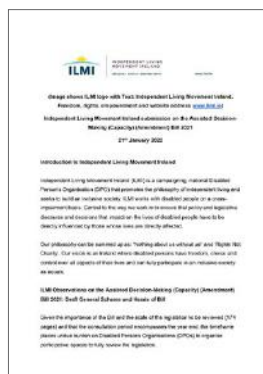 INDEPENDENT LIVING
MOVEMENT IRELAND
ILMI
(Image shows ILMI logo with Text: Independent Living Movement Ireland.
Freedom, rights, empowerment and website address www.ilmi.ie)
Independent Living Movement Ireland submission on the Assisted Decision
Making (Capacity) (Amendment) Bill 2021
21st January 2022
Introduction to Independent Living Movement Ireland
Independent Living Movement Ireland (ILMI) is a campaigning, national Disabled
Person's Organisation (DPO) that promotes the philosophy of independent living and
seeks to build an inclusive society. ILMI works with disabled people on a cross-
impairment basis. Central to the way we work is to ensure that policy and legislative
decisions and decisions that impact on the lives of disabled people have to be
directly influenced by those whose lives are directly affected.
Our philosophy can be summed up as: 'Nothing about us without us' and 'Rights Not
Charity'. Our vision is an Ireland where disabled persons have freedom, choice and
control over all aspects of their lives and can fully participate in an inclusive society
as equals.
ILMI Observations on the Assisted Decision-Making (Capacity) (Amendment)
Bill 2021: Draft General Scheme and Heads of Bill
Given the importance of the Bill and the scale of the legislation to be reviewed
pages) and that the consultation period encompasses the year end, the timeframe
places undue burden on Disabled Persons Organisations (DPOs) to organise
participative spaces to fully review the legislation.